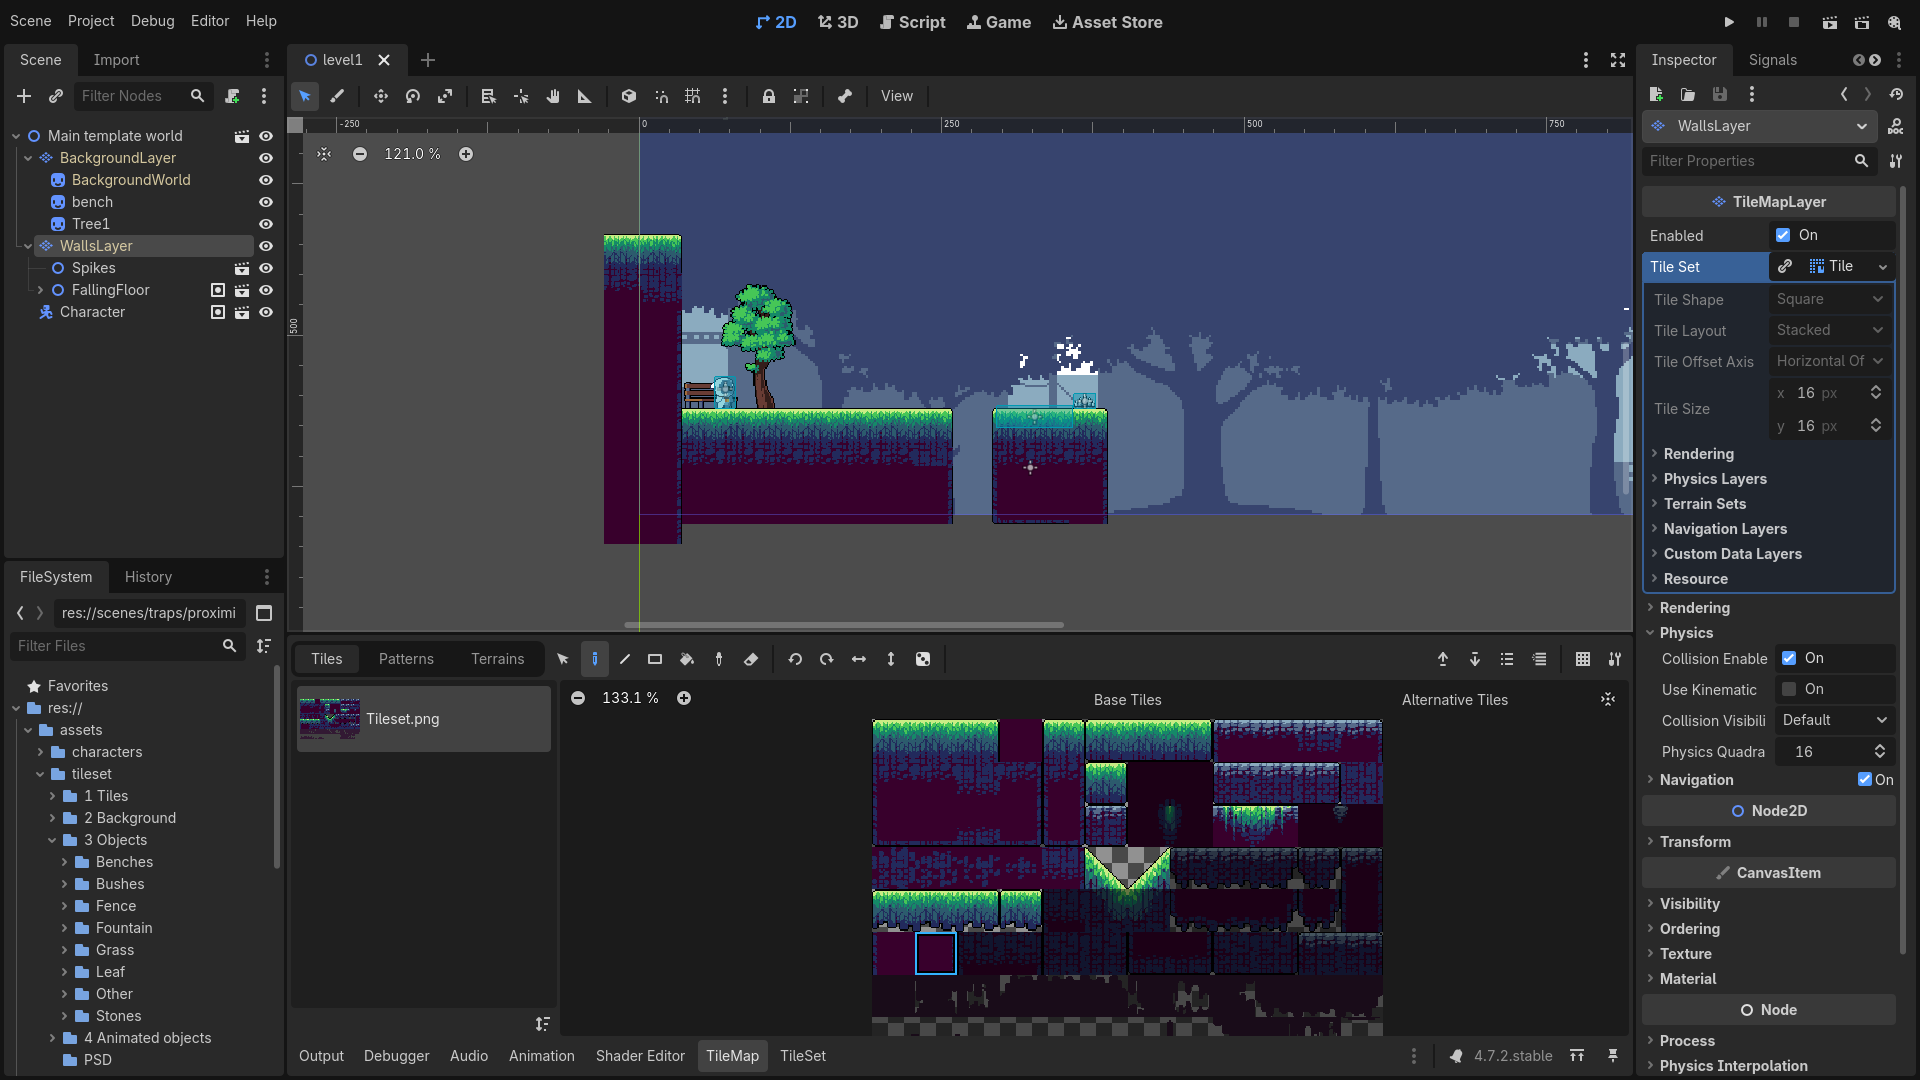 Scene Project Debug Editor Help
2D 3D Script Game Asset Store
Scene Import
Filter Nodes
Main template world
BackgroundLayer
BackgroundWorld
bench
Tree1
WallsLayer
Spikes
FallingFloor
Character
FileSystem History
res://scenes/traps/proximi
Filter Files
Favorites
res://
assets
characters
tileset
1 Tiles
2 Background
3 Objects
Benches
Bushes
Fence
Fountain
Grass
Leaf
Other
Stones
4 Animated objects
PSD
level1
View
-250 0 250 500 750
500
121.0 %
Tiles Patterns Terrains
Tileset.png
133.1 %
Base Tiles
Alternative Tiles
Output Debugger Audio Animation Shader Editor TileMap TileSet
4.7.2.stable
Inspector Signals
WallsLayer
DOC
Filter Properties
TileMapLayer
Enabled On
Tile Set Tile
Tile Shape Square
Tile Layout Stacked
Tile Offset Axis Horizontal Of
Tile Size
x 16 px
y 16 px
Rendering
Physics Layers
Terrain Sets
Navigation Layers
Custom Data Layers
Resource
Rendering
Physics
Collision Enable On
Use Kinematic On
Collision Visibili Default
Physics Quadra 16
Navigation On
Node2D
Transform
CanvasItem
Visibility
Ordering
Texture
Material
Node
Process
Physics Interpolation